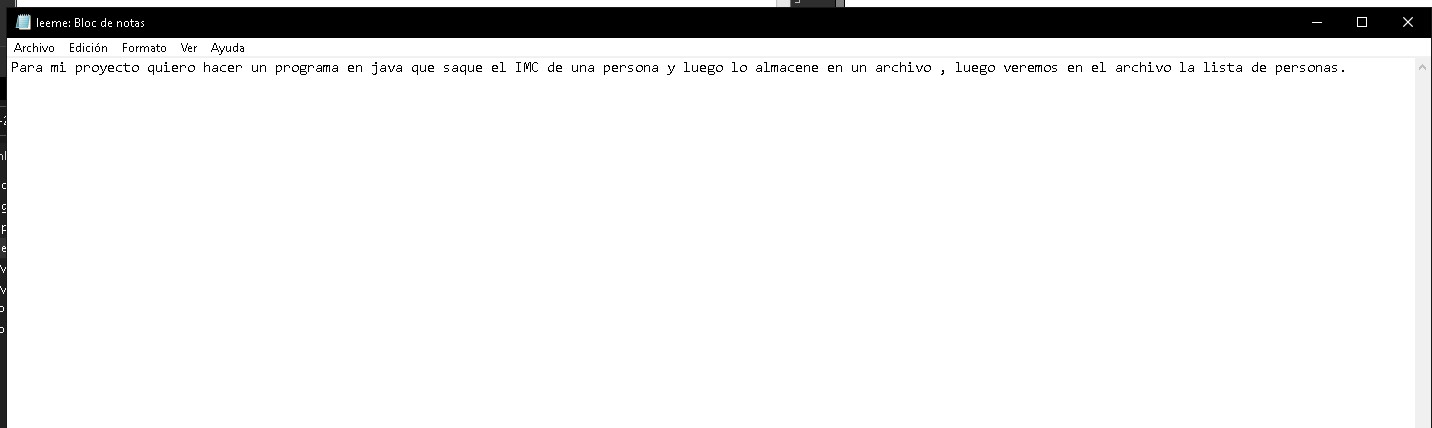 leeme: Bloc de notas
Archivo Edición Formato Ver Ayuda
Para mi proyecto quiero hacer un programa en java que saque el IMC de una persona y luego lo almacene en un archivo , luego veremos en el archivo la lista de personas.